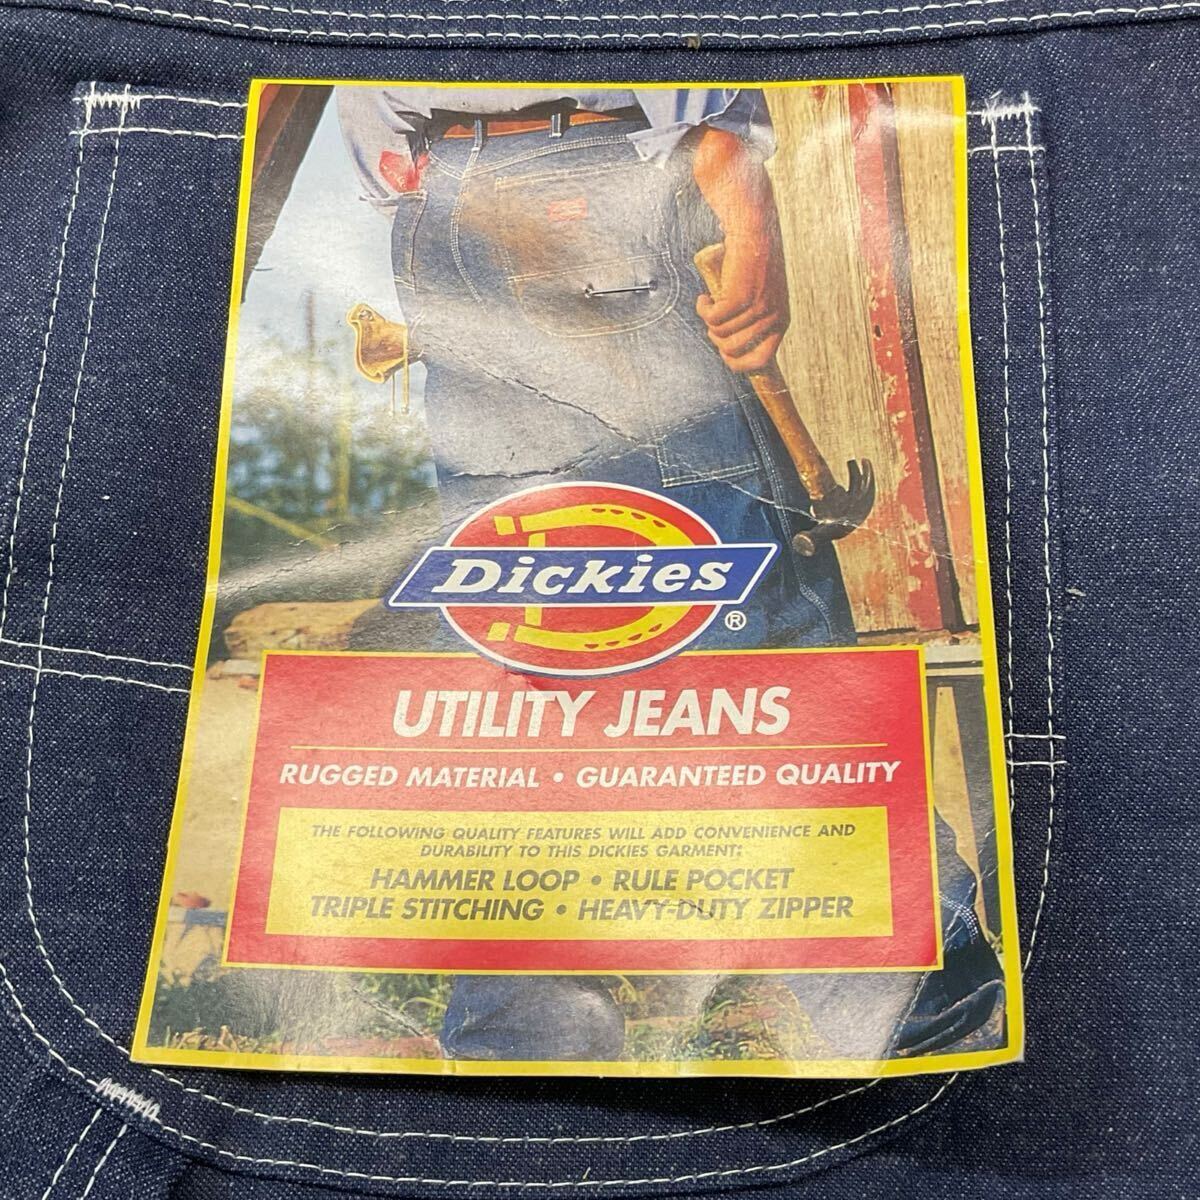 Dickies
®
UTILITY JEANS
RUGGED MATERIAL • GUARANTEED QUALITY
THE FOLLOWING QUALITY FEATURES WILL ADD CONVENIENCE AND
DURABILITY TO THIS DICKIES GARMENT:
HAMMER LOOP • RULE POCKET
TRIPLE STITCHING • HEAVY-DUTY ZIPPER